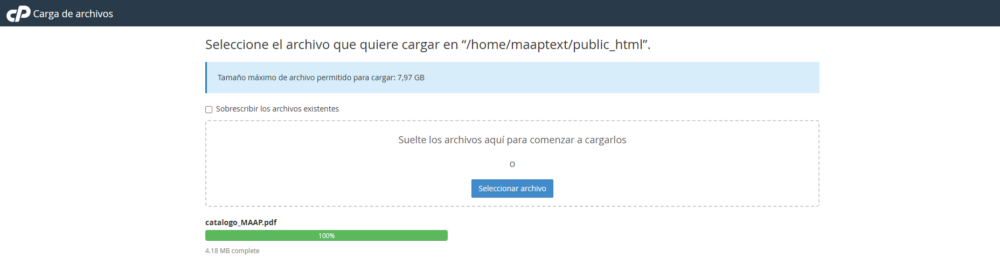 cP Carga de archivos
Seleccione el archivo que quiere cargar en “/home/maaptext/public_html”.
Tamaño máximo de archivo permitido para cargar: 7,97 GB
Sobrescribir los archivos existentes
Suelte los archivos aquí para comenzar a cargarlos
O
Seleccionar archivo
catalogo_MAAP.pdf
100%
4.18 MB complete